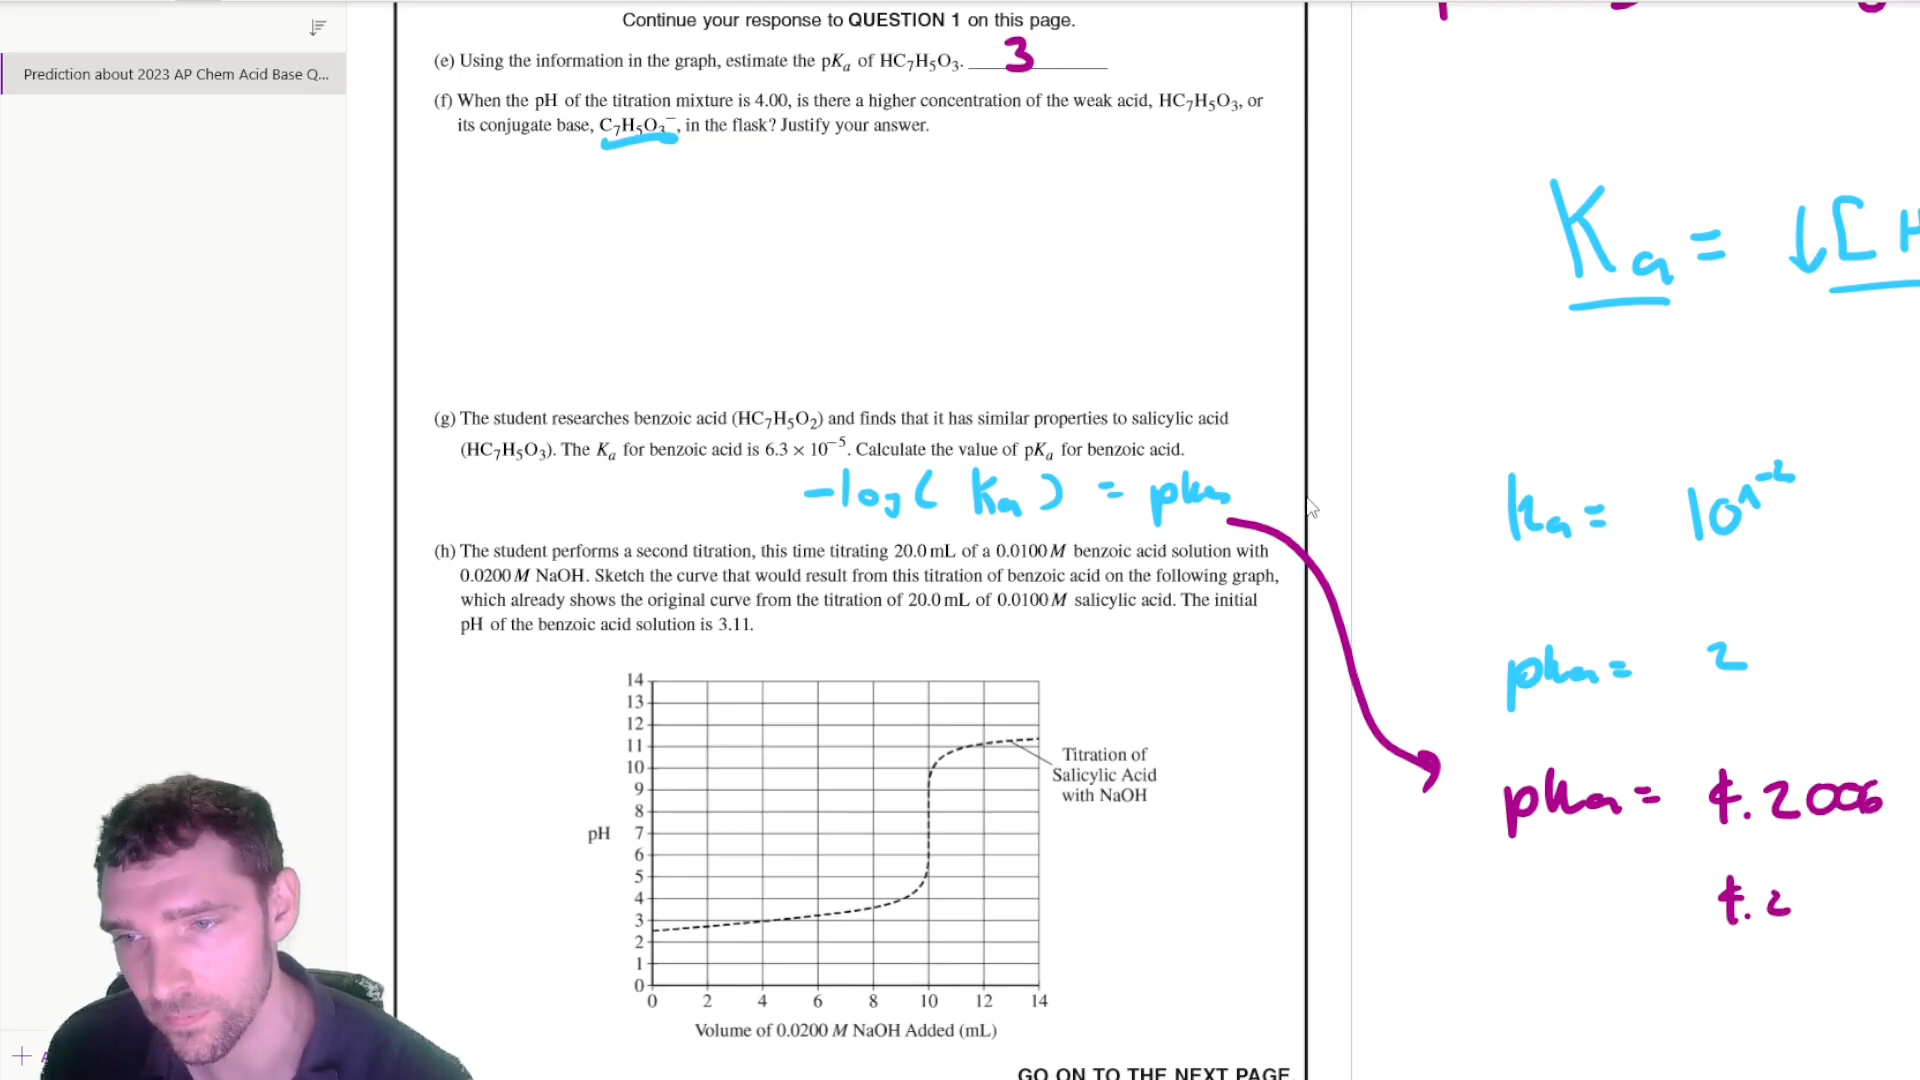 Prediction about 2023 AP Chem Acid Base Q...
Continue your response to QUESTION 1 on this page.
(e) Using the information in the graph, estimate the pKa of HC₇H₅O₃. 3
(f) When the pH of the titration mixture is 4.00, is there a higher concentration of the weak acid, HC₇H₅O₃, or
its conjugate base, C₇H₅O₃⁻, in the flask? Justify your answer.
Ka = ↓[H
(g) The student researches benzoic acid (HC₇H₅O₂) and finds that it has similar properties to salicylic acid
(HC₇H₅O₃). The Ka for benzoic acid is 6.3 × 10⁻⁵. Calculate the value of pKa for benzoic acid.
-log( Ka ) = pka
ka =
(h) The student performs a second titration, this time titrating 20.0 mL of a 0.0100 M benzoic acid solution with
0.0200 M NaOH. Sketch the curve that would result from this titration of benzoic acid on the following graph,
which already shows the original curve from the titration of 20.0 mL of 0.0100 M salicylic acid. The initial
pH of the benzoic acid solution is 3.11.
pka = 2
pka = 4.2006
4.2
14
13
12
11
10
9
8
7
6
5
4
3
2
1
0
pH
Titration of
Salicylic Acid
with NaOH
0 2 4 6 8 10 12 14
Volume of 0.0200 M NaOH Added (mL)
GO ON TO THE NEXT PAGE.